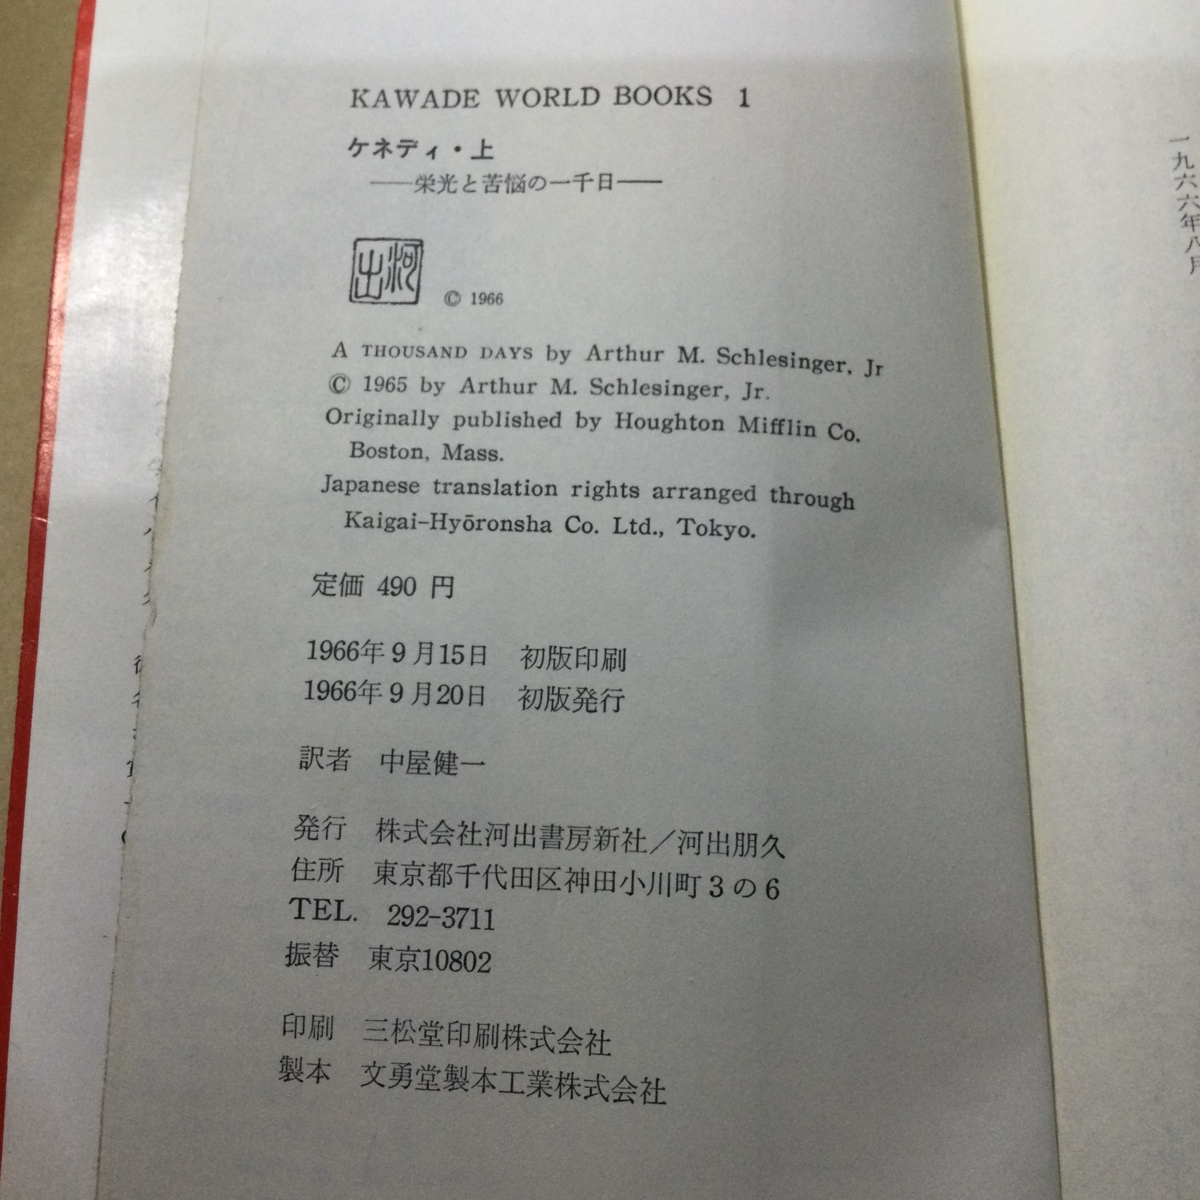 KAWADE WORLD BOOKS 1
ケネディ・上
――栄光と苦悩の一千日――
河出
© 1966
A THOUSAND DAYS by Arthur M. Schlesinger, Jr
© 1965 by Arthur M. Schlesinger, Jr.
Originally published by Houghton Mifflin Co.
Boston, Mass.
Japanese translation rights arranged through
Kaigai-Hyōronsha Co. Ltd., Tokyo.
定価 490 円
1966年9月15日 初版印刷
1966年9月20日 初版発行
訳者 中屋健一
発行 株式会社河出書房新社／河出朋久
住所 東京都千代田区神田小川町3の6
TEL. 292-3711
振替 東京10802
印刷 三松堂印刷株式会社
製本 文勇堂製本工業株式会社
一九六六年八月